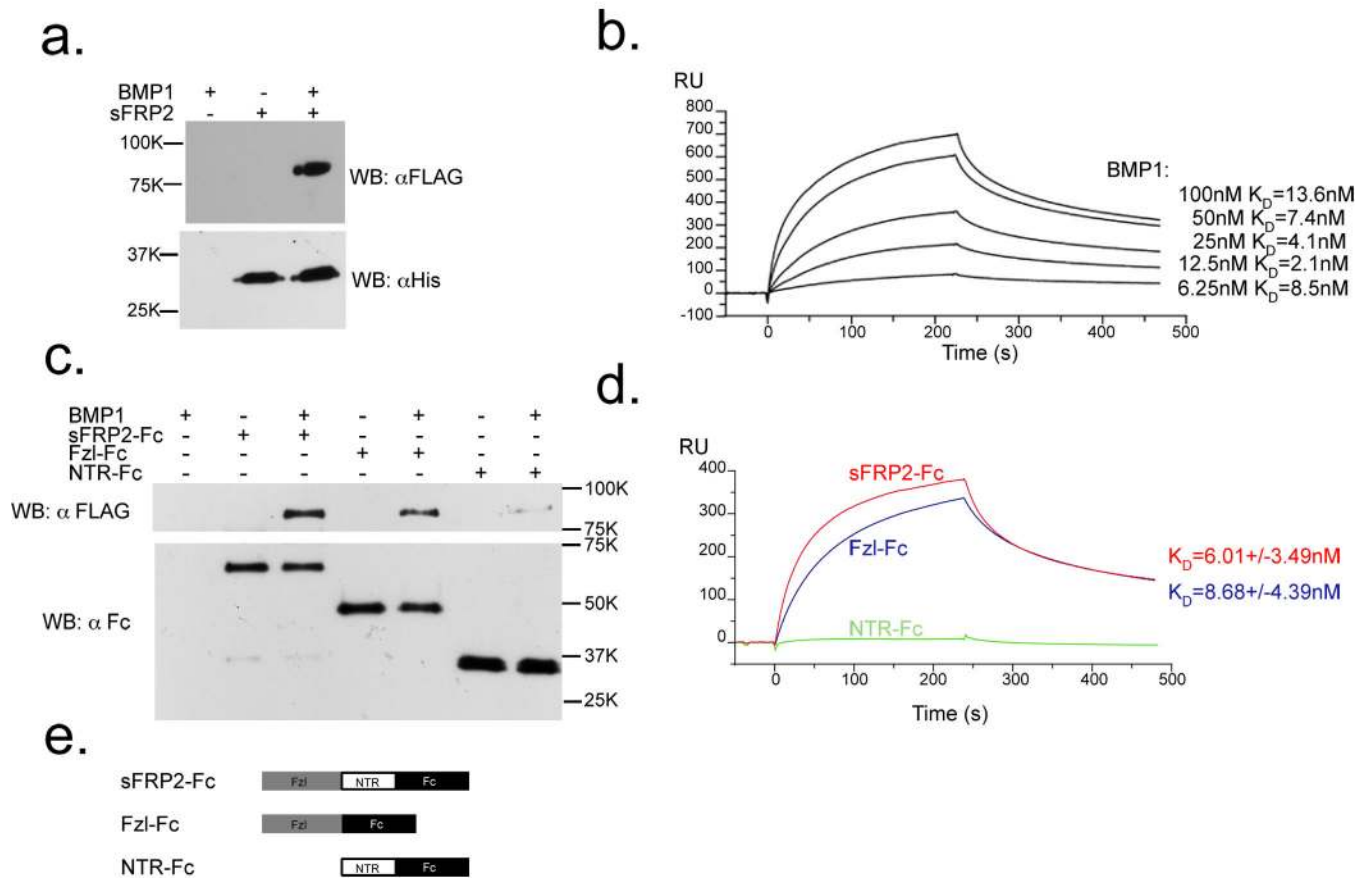 a.
BMP1 + - +
sFRP2 - + +
100K
75K
WB: αFLAG
37K
25K
WB: αHis
b.
RU
800
700
600
500
400
300
200
100
0
-100
0 100 200 300 400 500
Time (s)
BMP1:
100nM KD=13.6nM
50nM KD=7.4nM
25nM KD=4.1nM
12.5nM KD=2.1nM
6.25nM KD=8.5nM
c.
BMP1 + - + - + - +
sFRP2-Fc - + + - - - -
Fzl-Fc - - - + + - -
NTR-Fc - - - - - + +
WB: α FLAG
100K
75K
75K
WB: α Fc
50K
37K
25K
d.
RU
400
300
200
100
0
0 100 200 300 400 500
Time (s)
sFRP2-Fc
Fzl-Fc
NTR-Fc
KD=6.01+/-3.49nM
KD=8.68+/-4.39nM
e.
sFRP2-Fc Fzl NTR Fc
Fzl-Fc Fzl Fc
NTR-Fc NTR Fc